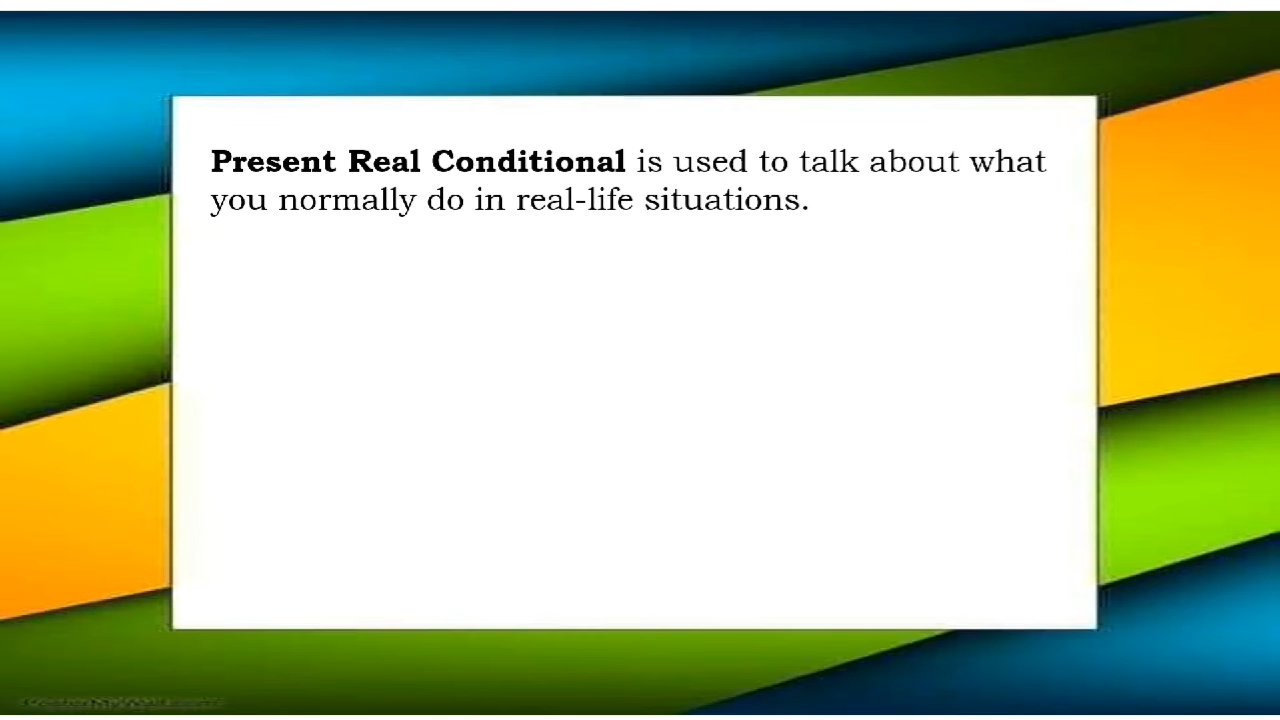 Present Real Conditional is used to talk about what
you normally do in real-life situations.